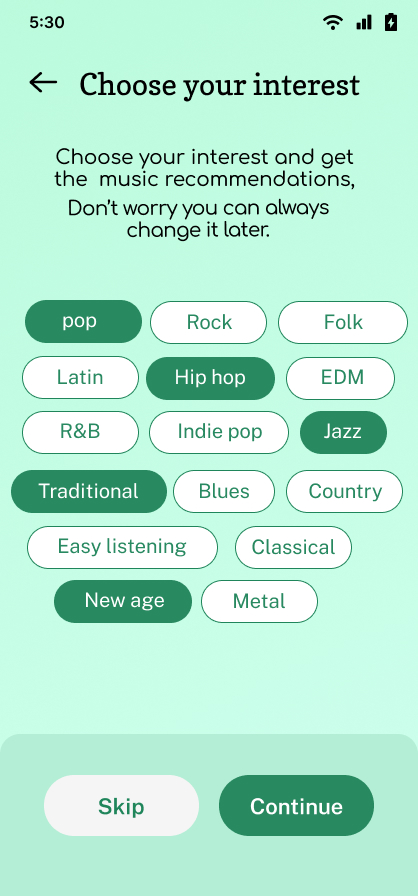 5:30
Choose your interest
Choose your interest and get
the  music recommendations,
Don't worry you can always
change it later.
pop Rock Folk
Latin Hip hop EDM
R&B Indie pop Jazz
Traditional Blues Country
Easy listening Classical
New age Metal
Skip Continue